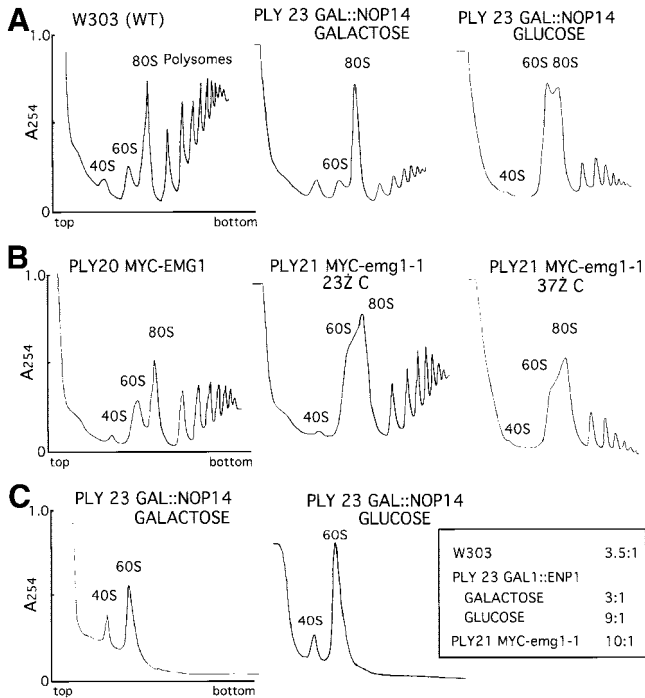 A
W303 (WT)
PLY 23 GAL::NOP14
GALACTOSE
PLY 23 GAL::NOP14
GLUCOSE
1.0
A254
0
40S
60S
80S
Polysomes
top
bottom
60S
80S
40S
60S 80S
B
PLY20 MYC-EMG1
PLY21 MYC-emg1-1
23Ż C
PLY21 MYC-emg1-1
37Ż C
1.0
A254
0
40S
60S
80S
top
bottom
40S
60S
80S
40S
60S
80S
C
PLY 23 GAL::NOP14
GALACTOSE
PLY 23 GAL::NOP14
GLUCOSE
1.0
A254
0
40S
60S
top
bottom
40S
60S
W303 3.5:1
PLY 23 GAL1::ENP1
GALACTOSE 3:1
GLUCOSE 9:1
PLY21 MYC-emg1-1 10:1